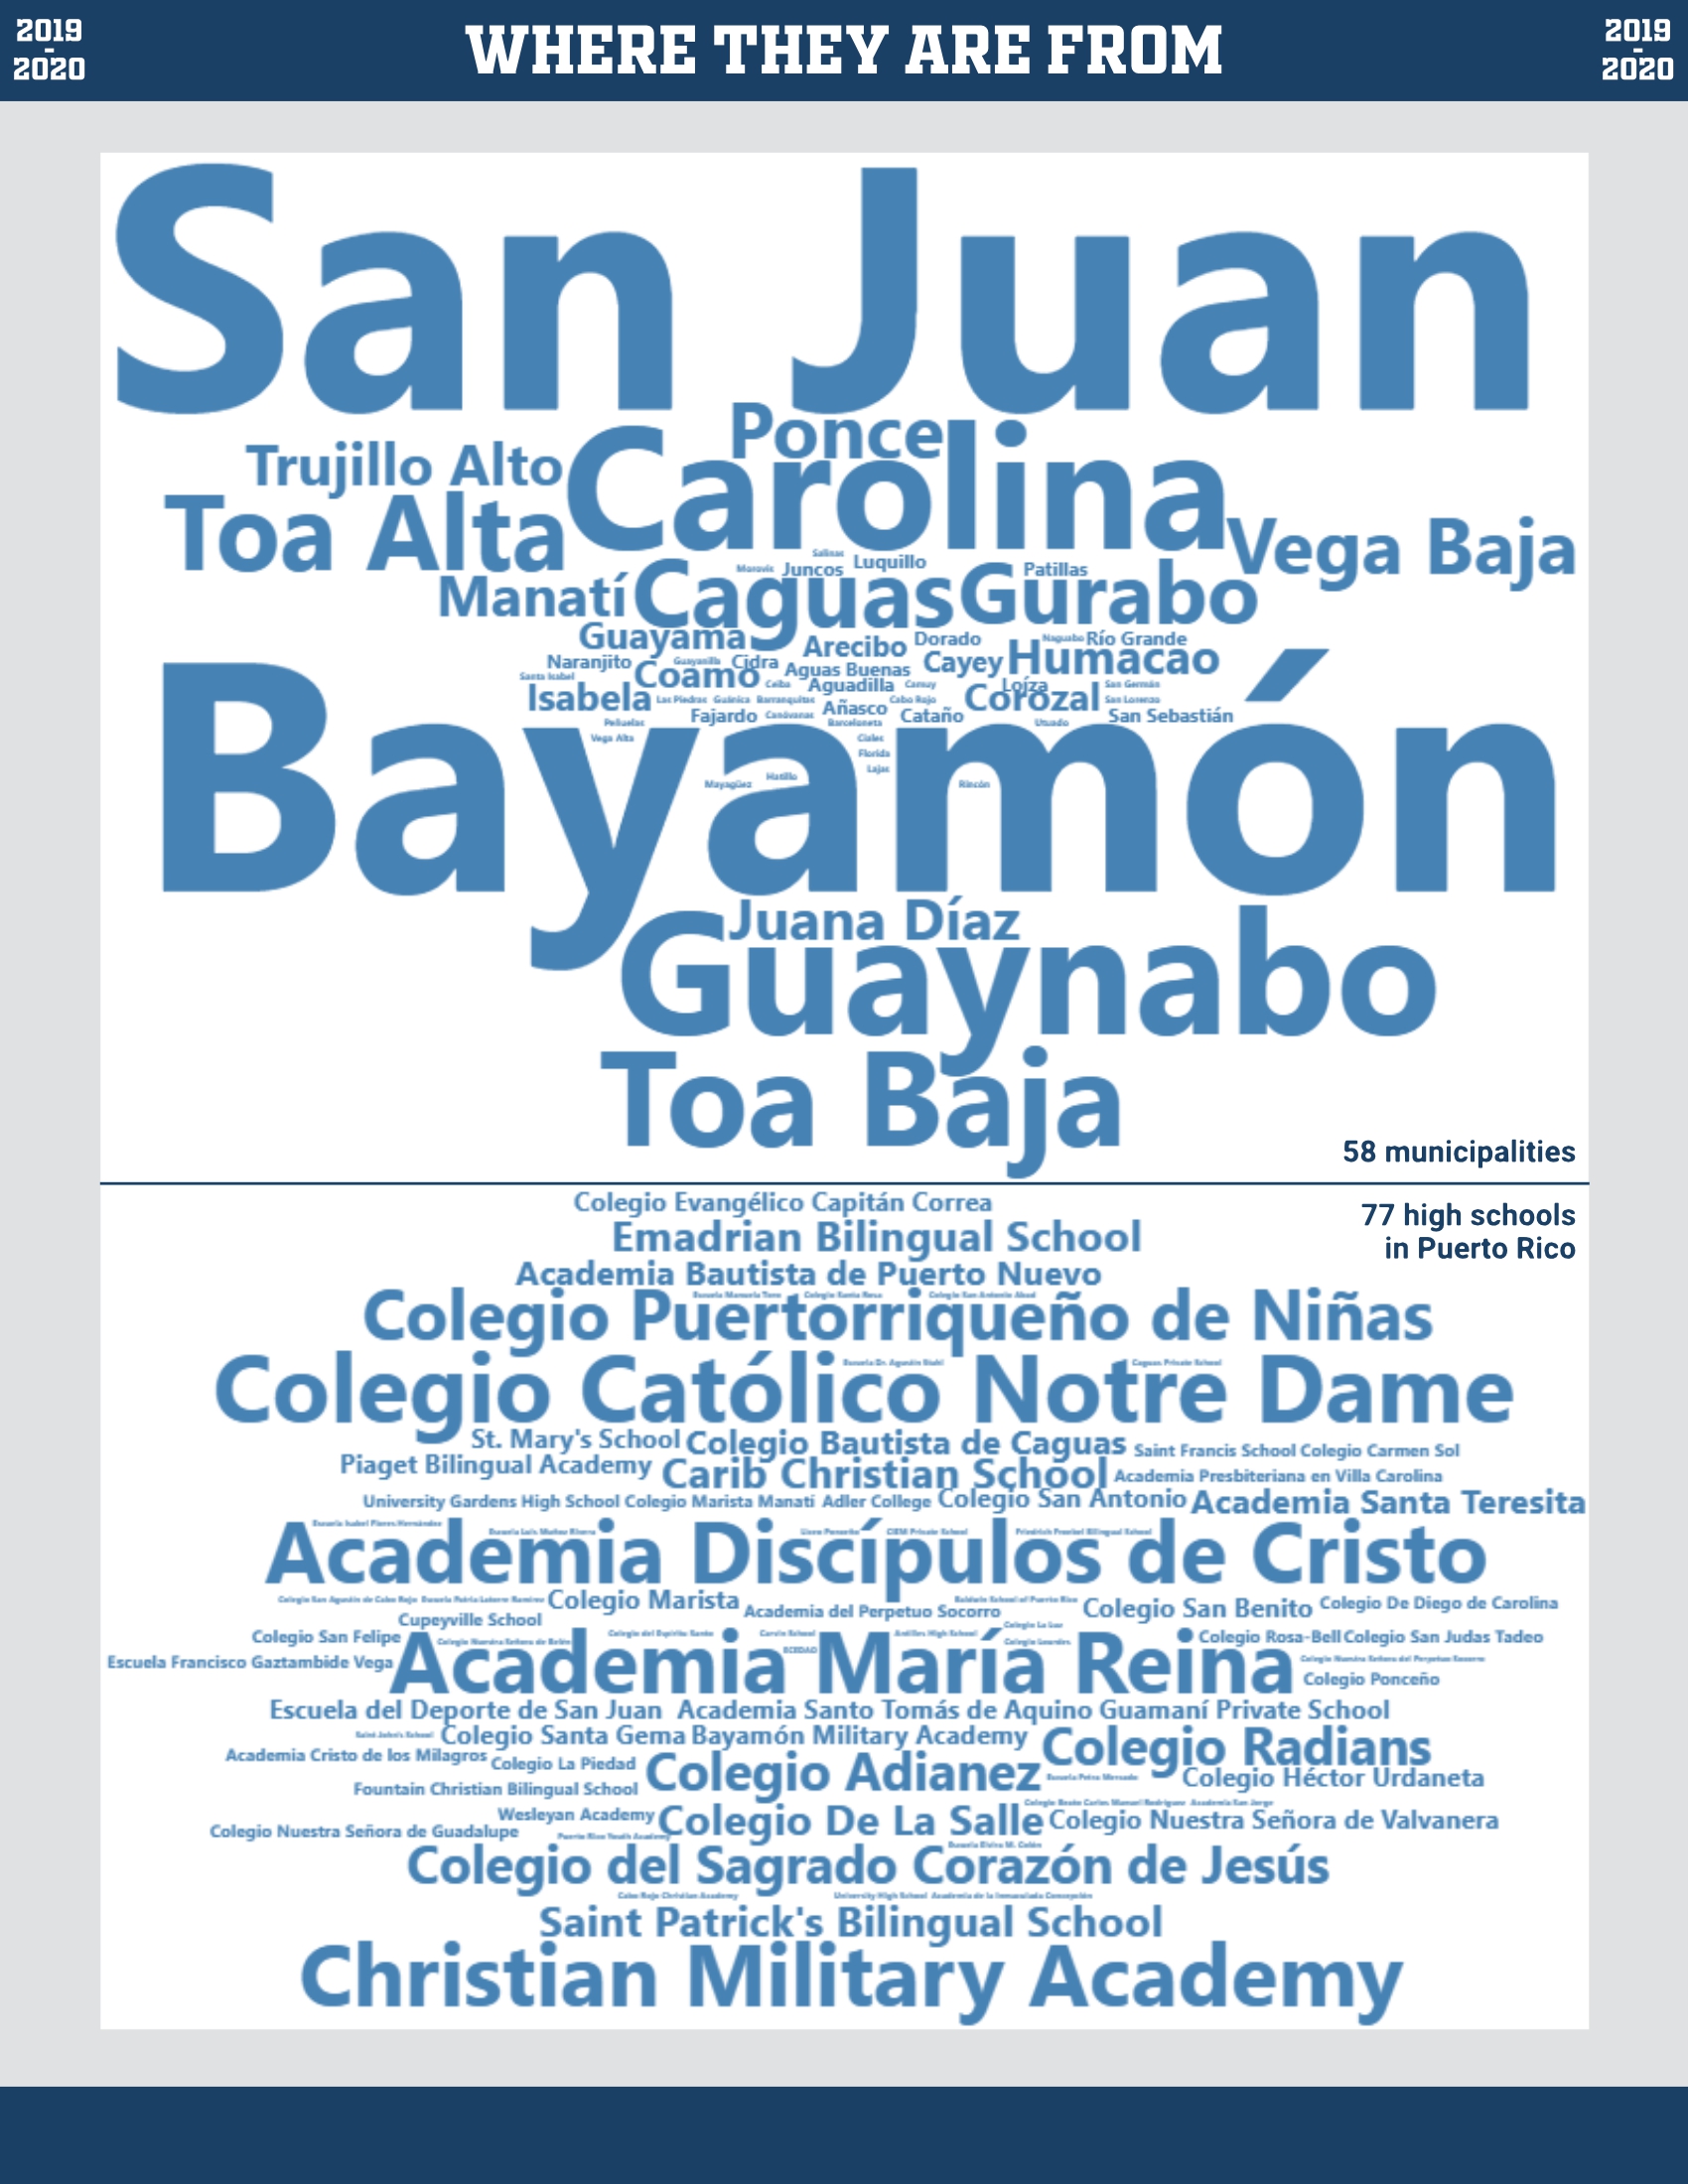 2019
-
2020
WHERE THEY ARE FROM
2019
-
2020
San Juan
Ponce
Trujillo Alto
Carolina
Toa Alta
Vega Baja
Salinas
Luquillo
Morovis
Juncos
Patillas
Manatí
Caguas
Gurabo
Guayama
Arecibo
Dorado
Naguabo
Río Grande
Naranjito
Guayanilla
Cidra
Aguas Buenas
Cayey
Humacao
Santa Isabel
Coamo
Ceiba
Aguadilla
Camuy
Loíza
San Germán
Isabela
Las Piedras
Guánica
Barranquitas
Cabo Rojo
Corozal
San Lorenzo
Fajardo
Canóvanas
Añasco
Cataño
San Sebastián
Peñuelas
Barceloneta
Utuado
Bayamón
Vega Alta
Ciales
Florida
Lajas
Hatillo
Mayagüez
Rincón
Juana Díaz
Guaynabo
Toa Baja
58 municipalities
77 high schools
in Puerto Rico
Colegio Evangélico Capitán Correa
Emadrian Bilingual School
Academia Bautista de Puerto Nuevo
Colegio Santa Rosa
Colegio San Antonio Abad
Colegio Puertorriqueño de Niñas
Escuela Dr. Agustín Stahl
Caguas Private School
Colegio Católico Notre Dame
St. Mary's School
Colegio Bautista de Caguas
Saint Francis School
Colegio Carmen Sol
Piaget Bilingual Academy
Carib Christian School
Academia Presbiteriana en Villa Carolina
University Gardens High School
Colegio Marista Manatí
Adler College
Colegio San Antonio
Academia Santa Teresita
Escuela Isabel Flores Hernández
Escuela Luis Muñoz Rivera
Liceo Ponceño
CIEM Private School
Friedrich Froebel Bilingual School
Academia Discípulos de Cristo
Colegio San Agustín de Cabo Rojo
Escuela Patria Latorre Ramírez
Colegio Marista
Baldwin School of Puerto Rico
Academia del Perpetuo Socorro
Colegio San Benito
Colegio De Diego de Carolina
Cupeyville School
Colegio La Luz
Colegio San Felipe
Colegio Nuestra Señora de Belén
Colegio del Espíritu Santo
Carvin School
Antilles High School
Colegio Lourdes
Colegio Rosa-Bell
Colegio San Judas Tadeo
ECEDAO
Escuela Francisco Gaztambide Vega
Academia María Reina
Colegio Nuestra Señora del Perpetuo Socorro
Colegio Ponceño
Escuela del Deporte de San Juan
Academia Santo Tomás de Aquino
Guamaní Private School
Saint John's School
Colegio Santa Gema
Bayamón Military Academy
Colegio Radians
Academia Cristo de los Milagros
Colegio La Piedad
Colegio Adianez
Escuela Petra Mercado
Colegio Héctor Urdaneta
Fountain Christian Bilingual School
Colegio Beato Carlos Manuel Rodríguez
Academia San Jorge
Wesleyan Academy
Colegio De La Salle
Colegio Nuestra Señora de Valvanera
Colegio Nuestra Señora de Guadalupe
Puerto Rico Youth Academy
Escuela Elvira M. Colón
Colegio del Sagrado Corazón de Jesús
Cabo Rojo Christian Academy
University High School
Academia de la Inmaculada Concepción
Saint Patrick's Bilingual School
Christian Military Academy